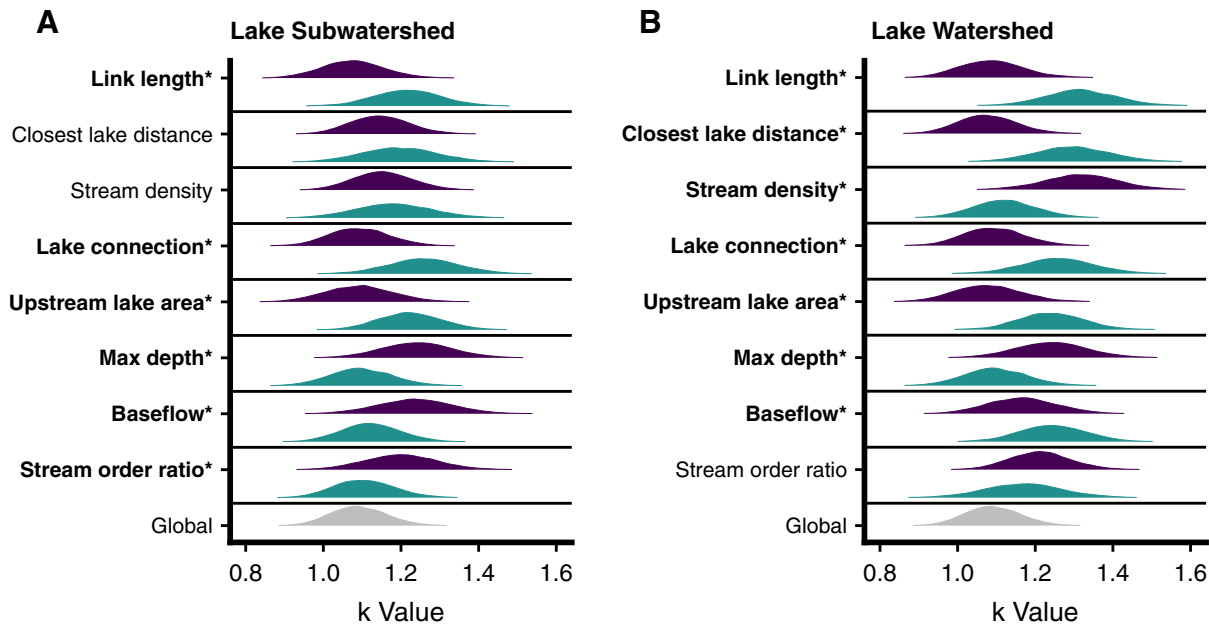 A
Lake Subwatershed
Link length*
Closest lake distance
Stream density
Lake connection*
Upstream lake area*
Max depth*
Baseflow*
Stream order ratio*
Global
0.8 1.0 1.2 1.4 1.6
k Value
B
Lake Watershed
Link length*
Closest lake distance*
Stream density*
Lake connection*
Upstream lake area*
Max depth*
Baseflow*
Stream order ratio
Global
0.8 1.0 1.2 1.4 1.6
k Value